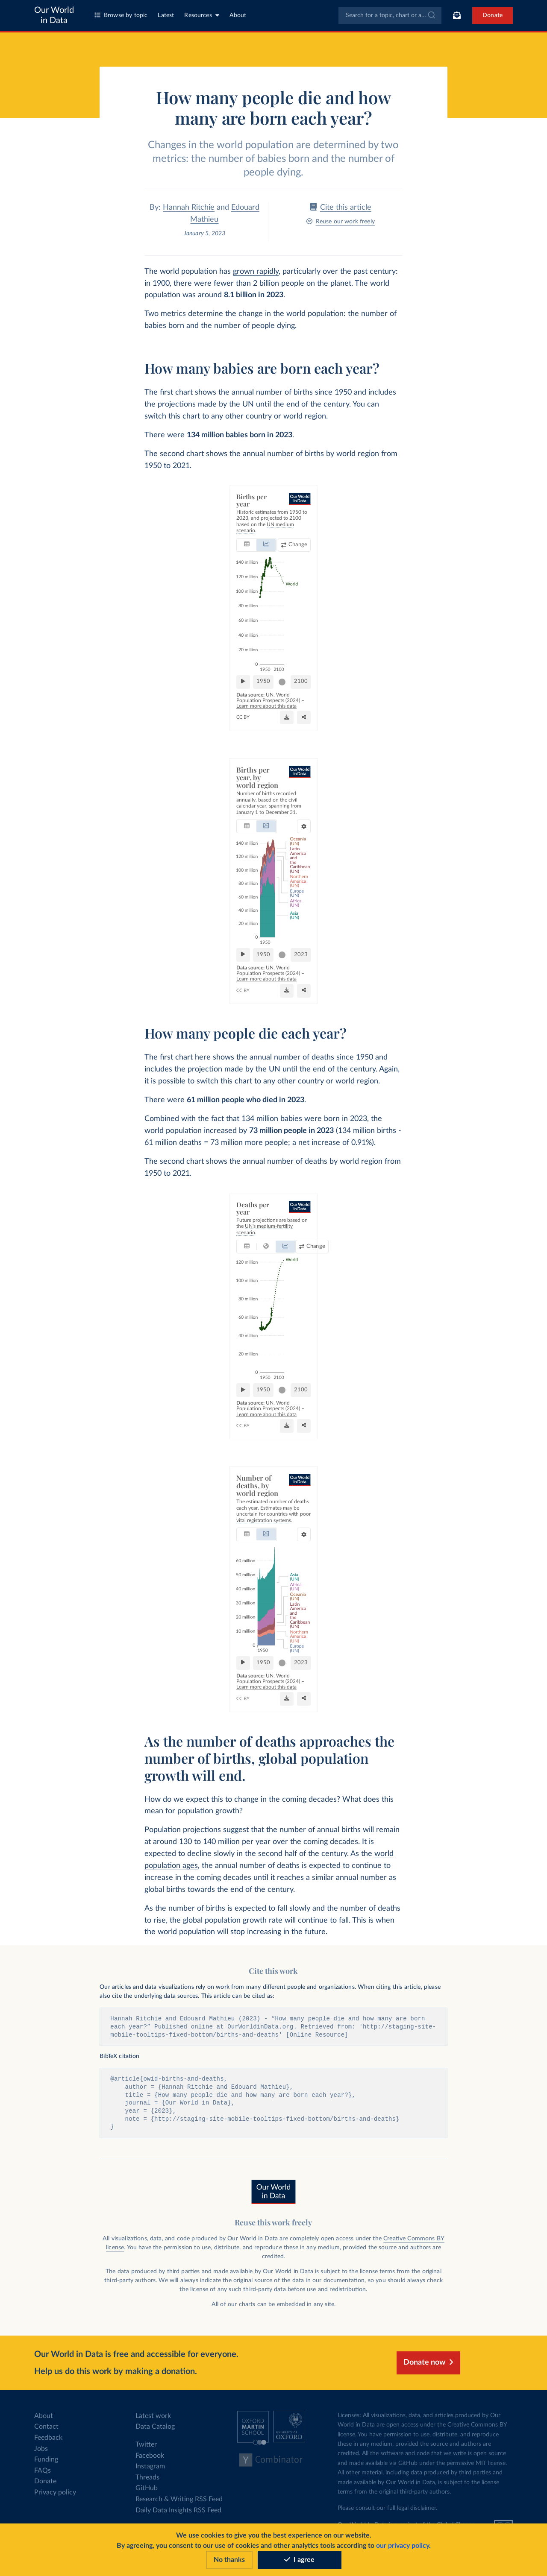 Our World
in Data
Browse by topic
Latest
Resources
About
Search for a topic, chart or a...
Donate
How many people die and how
many are born each year?
Changes in the world population are determined by two
metrics: the number of babies born and the number of
people dying.
By: Hannah Ritchie and Edouard
Mathieu
January 5, 2023
Cite this article
Reuse our work freely
The world population has grown rapidly, particularly over the past century:
in 1900, there were fewer than 2 billion people on the planet. The world
population was around 8.1 billion in 2023.
Two metrics determine the change in the world population: the number of
babies born and the number of people dying.
How many babies are born each year?
The first chart shows the annual number of births since 1950 and includes
the projections made by the UN until the end of the century. You can
switch this chart to any other country or world region.
There were 134 million babies born in 2023.
The second chart shows the annual number of births by world region from
1950 to 2021.
Births per
year
Our World
in Data
Historic estimates from 1950 to
2023, and projected to 2100
based on the UN medium
scenario.
Change
140 million
120 million
100 million
80 million
60 million
40 million
20 million
0
World
1950 2100
1950
2100
Data source: UN, World
Population Prospects (2024) –
Learn more about this data
CC BY
Births per
year, by
world region
Our World
in Data
Number of births recorded
annually, based on the civil
calendar year, spanning from
January 1 to December 31.
140 million
120 million
100 million
80 million
60 million
40 million
20 million
0
Oceania
(UN)
Latin
America
and
the
Caribbean
(UN)
Northern
America
(UN)
Europe
(UN)
Africa
(UN)
Asia
(UN)
1950
1950
2023
Data source: UN, World
Population Prospects (2024) –
Learn more about this data
CC BY
How many people die each year?
The first chart here shows the annual number of deaths since 1950 and
includes the projection made by the UN until the end of the century. Again,
it is possible to switch this chart to any other country or world region.
There were 61 million people who died in 2023.
Combined with the fact that 134 million babies were born in 2023, the
world population increased by 73 million people in 2023 (134 million births -
61 million deaths = 73 million more people; a net increase of 0.91%).
The second chart shows the annual number of deaths by world region from
1950 to 2021.
Deaths per
year
Our World
in Data
Future projections are based on
the UN's medium-fertility
scenario.
Change
120 million
100 million
80 million
60 million
40 million
20 million
0
World
1950 2100
1950
2100
Data source: UN, World
Population Prospects (2024) –
Learn more about this data
CC BY
Number of
deaths, by
world region
Our World
in Data
The estimated number of deaths
each year. Estimates may be
uncertain for countries with poor
vital registration systems.
60 million
50 million
40 million
30 million
20 million
10 million
0
Asia
(UN)
Africa
(UN)
Oceania
(UN)
Latin
America
and
the
Caribbean
(UN)
Northern
America
(UN)
Europe
(UN)
1950
1950
2023
Data source: UN, World
Population Prospects (2024) –
Learn more about this data
CC BY
As the number of deaths approaches the
number of births, global population
growth will end.
How do we expect this to change in the coming decades? What does this
mean for population growth?
Population projections suggest that the number of annual births will remain
at around 130 to 140 million per year over the coming decades. It is
expected to decline slowly in the second half of the century. As the world
population ages, the annual number of deaths is expected to continue to
increase in the coming decades until it reaches a similar annual number as
global births towards the end of the century.
As the number of births is expected to fall slowly and the number of deaths
to rise, the global population growth rate will continue to fall. This is when
the world population will stop increasing in the future.
Cite this work
Our articles and data visualizations rely on work from many different people and organizations. When citing this article, please
also cite the underlying data sources. This article can be cited as:
Hannah Ritchie and Edouard Mathieu (2023) - “How many people die and how many are born
each year?” Published online at OurWorldinData.org. Retrieved from: 'http://staging-site-
mobile-tooltips-fixed-bottom/births-and-deaths' [Online Resource]
BibTeX citation
@article{owid-births-and-deaths,
author = {Hannah Ritchie and Edouard Mathieu},
title = {How many people die and how many are born each year?},
journal = {Our World in Data},
year = {2023},
note = {http://staging-site-mobile-tooltips-fixed-bottom/births-and-deaths}
}
Our World
in Data
Reuse this work freely
All visualizations, data, and code produced by Our World in Data are completely open access under the Creative Commons BY
license. You have the permission to use, distribute, and reproduce these in any medium, provided the source and authors are
credited.
The data produced by third parties and made available by Our World in Data is subject to the license terms from the original
third-party authors. We will always indicate the original source of the data in our documentation, so you should always check
the license of any such third-party data before use and redistribution.
All of our charts can be embedded in any site.
Our World in Data is free and accessible for everyone.
Help us do this work by making a donation.
Donate now
About
Contact
Feedback
Jobs
Funding
FAQs
Donate
Privacy policy
Latest work
Data Catalog
Twitter
Facebook
Instagram
Threads
GitHub
Research & Writing RSS Feed
Daily Data Insights RSS Feed
OXFORD
MARTIN
SCHOOL
UNIVERSITY OF
OXFORD
Y Combinator
Licenses: All visualizations, data, and articles produced by Our
World in Data are open access under the Creative Commons BY
license. You have permission to use, distribute, and reproduce
these in any medium, provided the source and authors are
credited. All the software and code that we write is open source
and made available via GitHub under the permissive MIT license.
All other material, including data produced by third parties and
made available by Our World in Data, is subject to the license
terms from the original third-party authors.
Please consult our full legal disclaimer.
We use cookies to give you the best experience on our website.
By agreeing, you consent to our use of cookies and other analytics tools according to our privacy policy.
No thanks
I agree